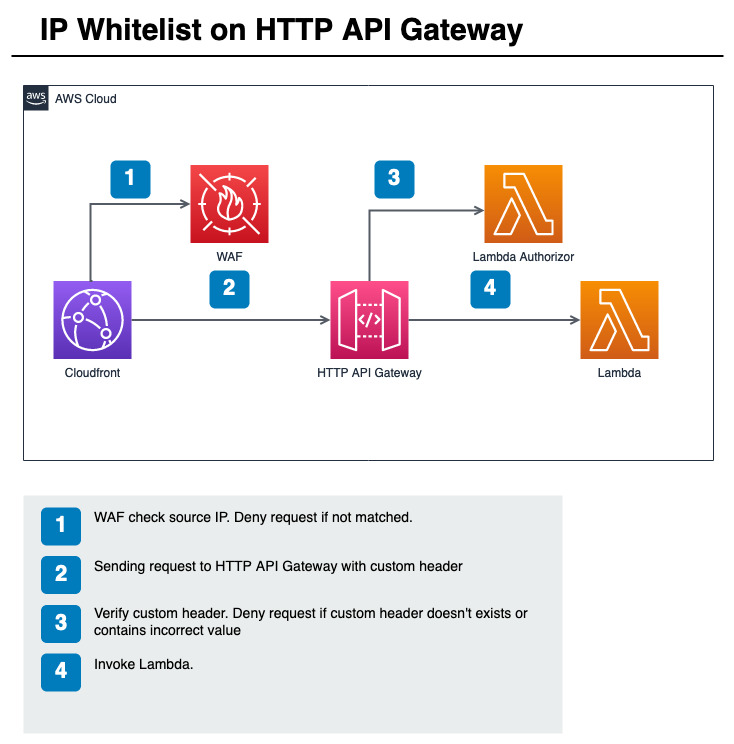 IP Whitelist on HTTP API Gateway
aws
AWS Cloud
1
3
WAF
Lambda Authorizor
2
4
Cloudfront
</>
HTTP API Gateway
Lambda
1
WAF check source IP. Deny request if not matched.
2
Sending request to HTTP API Gateway with custom header
3
Verify custom header. Deny request if custom header doesn't exists or
contains incorrect value
4
Invoke Lambda.